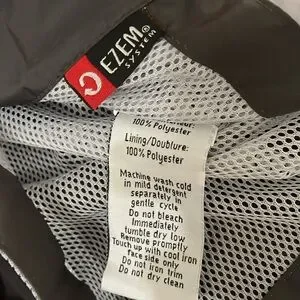 EZEM®
SYSTEM
100% Polyester
Lining/Doublure:
100% Polyester
Machine wash cold
in mild detergent
separately in
gentle cycle
Do not bleach
Immediately
tumble dry low
Remove promptly
Touch up with cool iron
Face side only
Do not iron trim
Do not dry clean